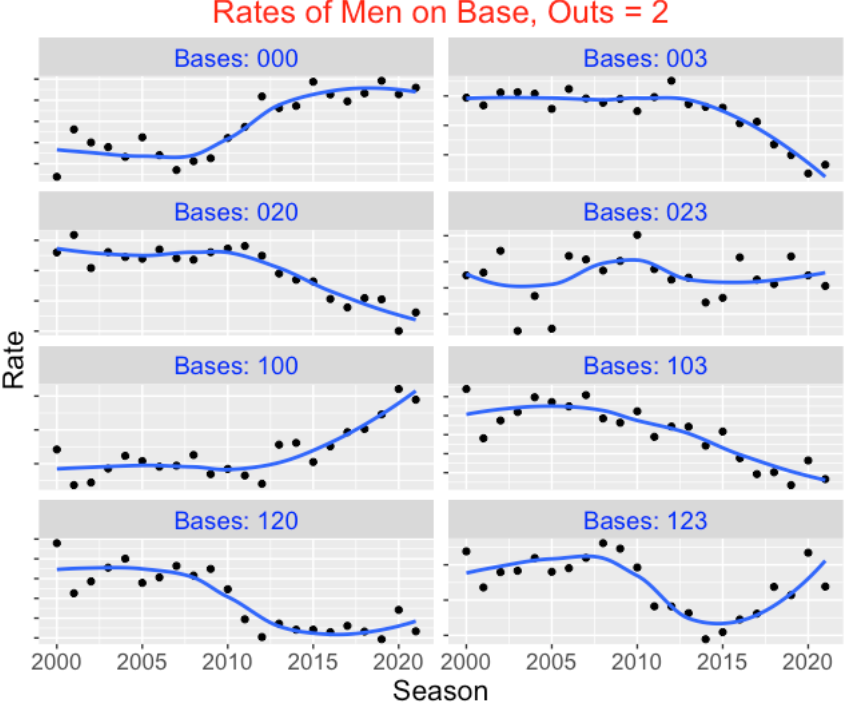 Rates of Men on Base, Outs = 2
Bases: 000
Bases: 003
Bases: 020
Bases: 023
Rate
Bases: 100
Bases: 103
Bases: 120
Bases: 123
2000 2005 2010 2015 2020 2000 2005 2010 2015 2020
Season